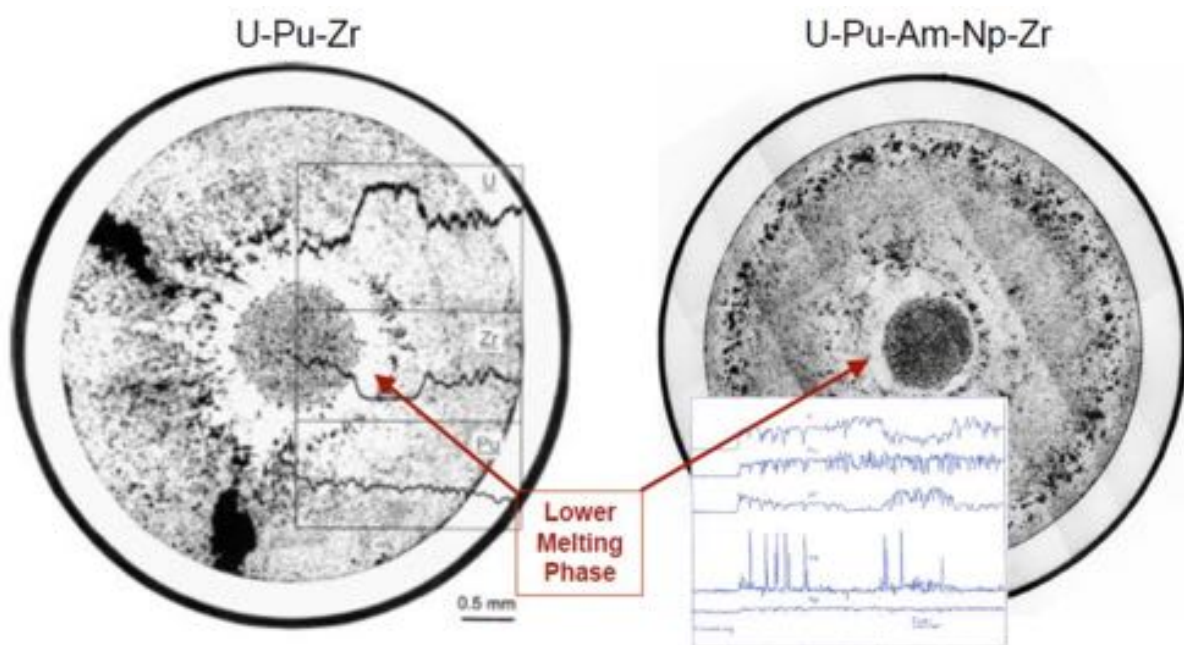 U-Pu-Zr
U-Pu-Am-Np-Zr
U
Zr
Pu
Lower
Melting
Phase
0.5 mm